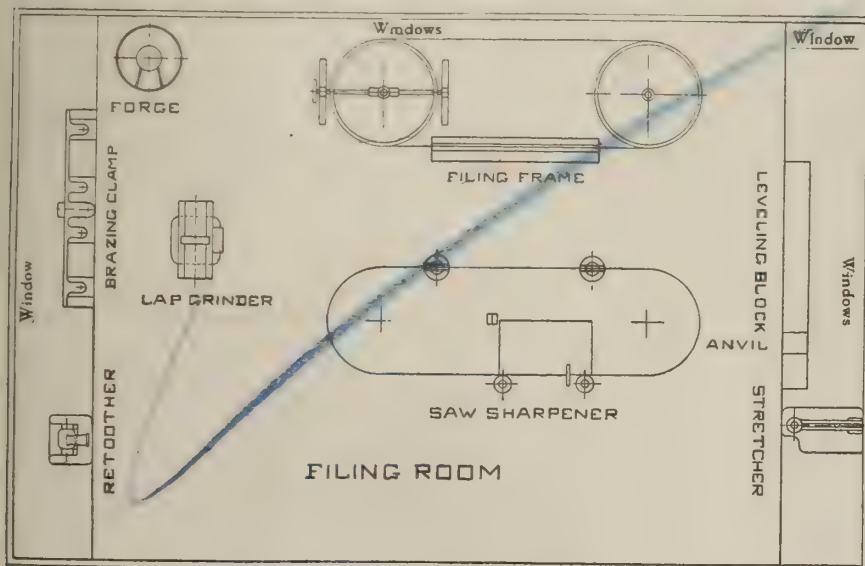 Windows
Window
FORGE
FILING FRAME
BRAZING CLAMP
LAP GRINDER
Window
LEVELING BLOCK
Windows
ANVIL
SAW SHARPENER
RETOOTHER
STRETCHER
FILING ROOM